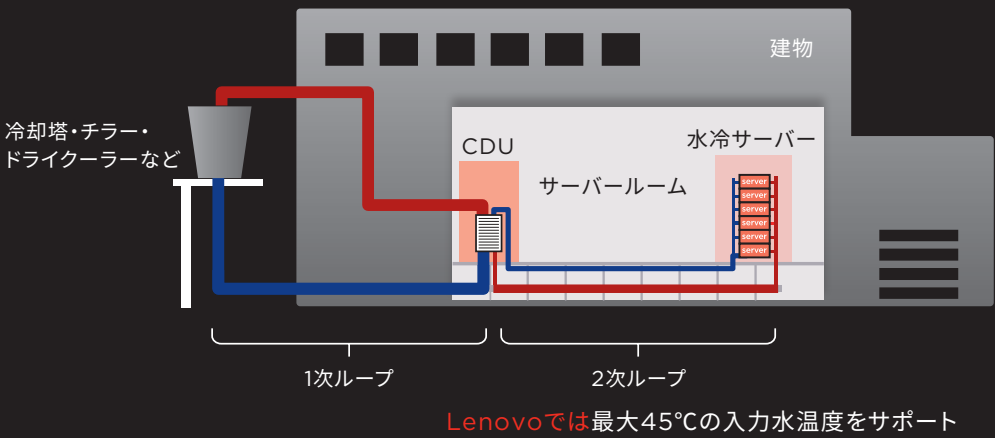 建物
冷却塔・チラー・
ドライクーラーなど
CDU
水冷サーバー
サーバールーム
server
server
server
server
server
server
1次ループ
2次ループ
Lenovoでは最大45℃の入力水温度をサポート